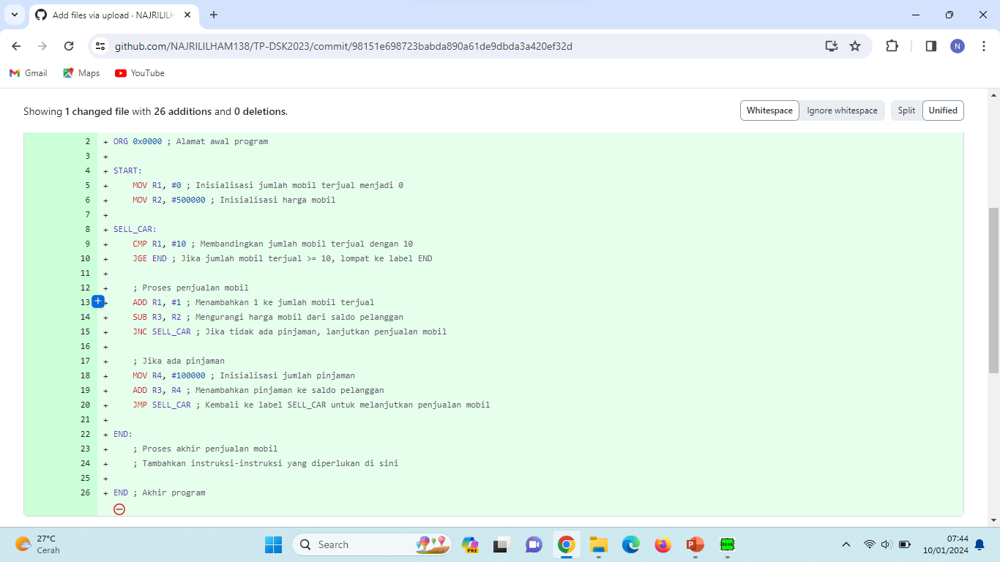 Add files via upload · NAJRILILH
github.com/NAJRILILHAM138/TP-DSK2023/commit/98151e698723babda890a61de9dbda3a420ef32d
N
Gmail
Maps
YouTube
Showing 1 changed file with 26 additions and 0 deletions.
Whitespace Ignore whitespace Split Unified
2 + ORG 0x0000 ; Alamat awal program
3 +
4 + START:
5 + MOV R1, #0 ; Inisialisasi jumlah mobil terjual menjadi 0
6 + MOV R2, #500000 ; Inisialisasi harga mobil
7 +
8 + SELL_CAR:
9 + CMP R1, #10 ; Membandingkan jumlah mobil terjual dengan 10
10 + JGE END ; Jika jumlah mobil terjual >= 10, lompat ke label END
11 +
12 + ; Proses penjualan mobil
13 + ADD R1, #1 ; Menambahkan 1 ke jumlah mobil terjual
14 + SUB R3, R2 ; Mengurangi harga mobil dari saldo pelanggan
15 + JNC SELL_CAR ; Jika tidak ada pinjaman, lanjutkan penjualan mobil
16 +
17 + ; Jika ada pinjaman
18 + MOV R4, #100000 ; Inisialisasi jumlah pinjaman
19 + ADD R3, R4 ; Menambahkan pinjaman ke saldo pelanggan
20 + JMP SELL_CAR ; Kembali ke label SELL_CAR untuk melanjutkan penjualan mobil
21 +
22 + END:
23 + ; Proses akhir penjualan mobil
24 + ; Tambahkan instruksi-instruksi yang diperlukan di sini
25 +
26 + END ; Akhir program
27°C
Cerah
Search
PRE
P
8086
07:44
10/01/2024